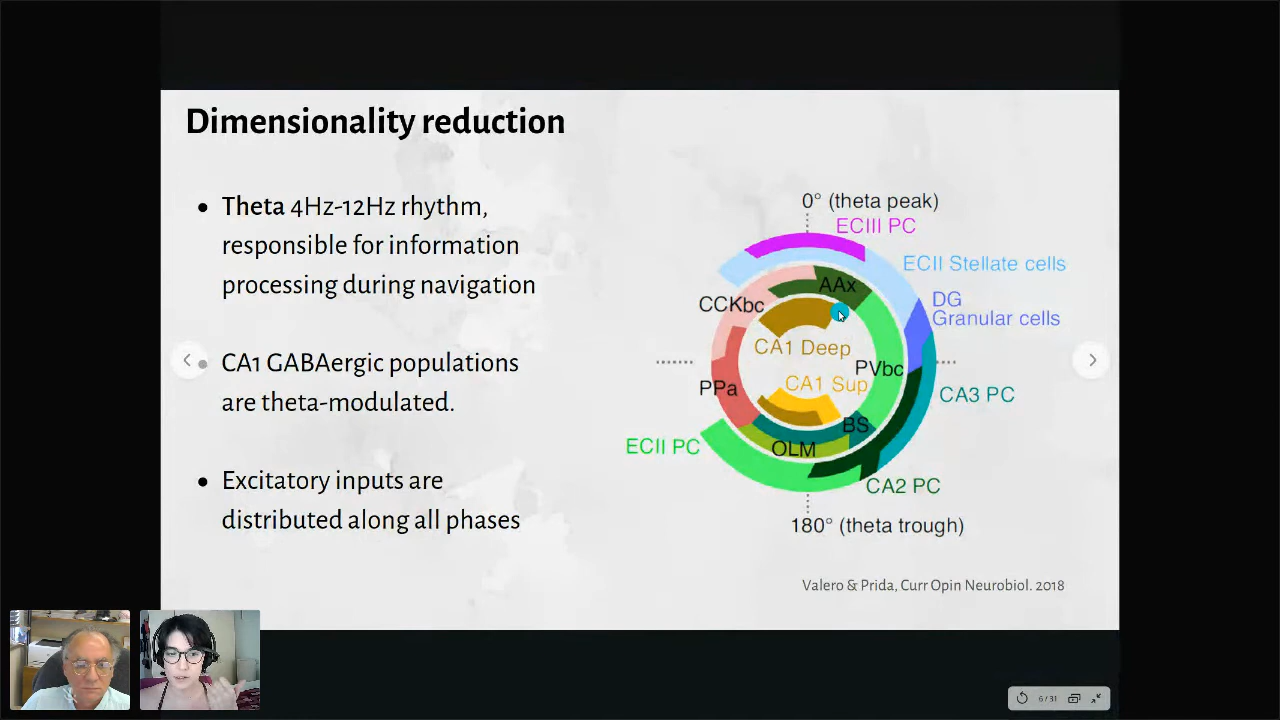 Dimensionality reduction
Theta 4Hz-12Hz rhythm,
responsible for information
processing during navigation
CA1 GABAergic populations
are theta-modulated.
Excitatory inputs are
distributed along all phases
0° (theta peak)
ECIII PC
ECII Stellate cells
AAx
DG
Granular cells
CCKbc
CA1 Deep
PVbc
CA1 Sup
PPa
CA3 PC
BS
ECII PC
OLM
CA2 PC
180° (theta trough)
Valero & Prida, Curr Opin Neurobiol. 2018
6 / 31